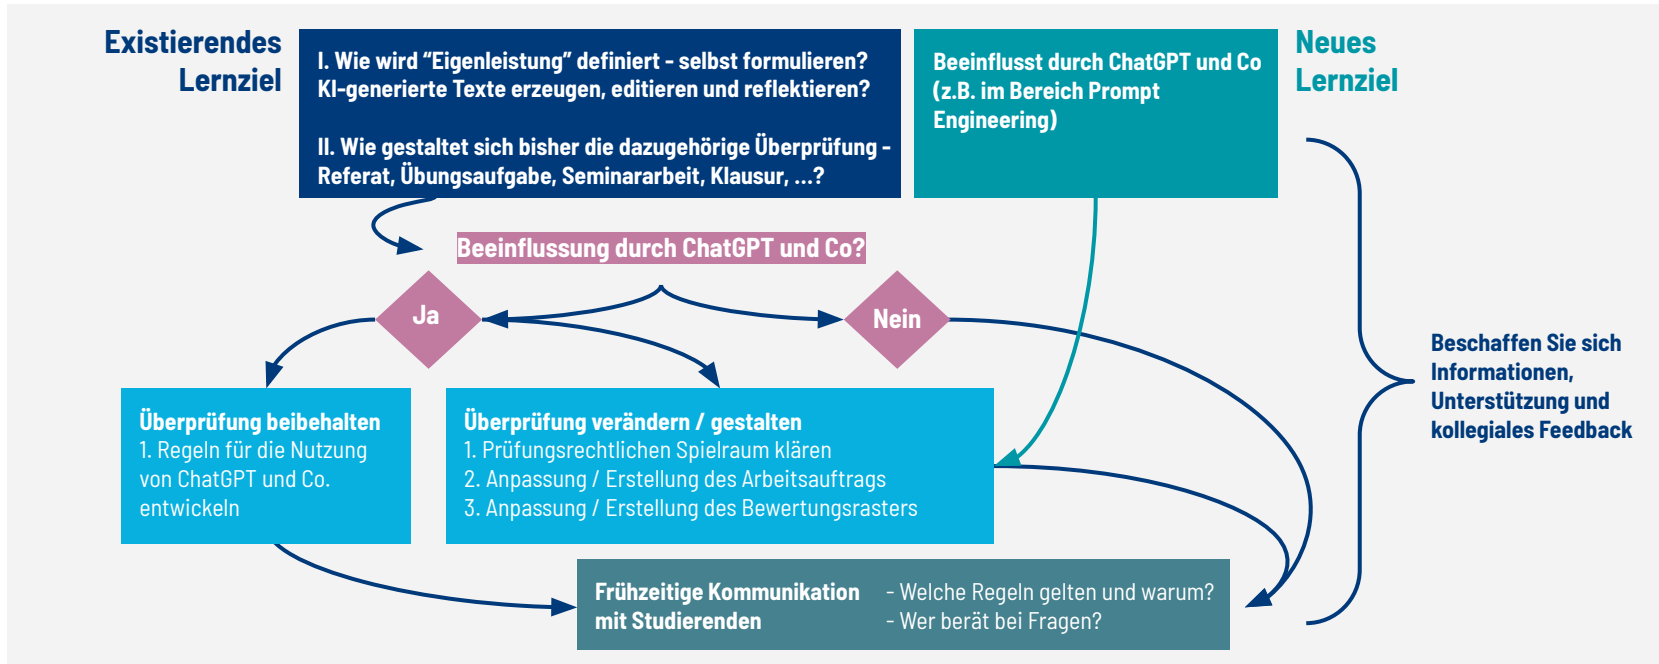 Existierendes
Lernziel
I. Wie wird “Eigenleistung” definiert - selbst formulieren?
KI-generierte Texte erzeugen, editieren und reflektieren?
II. Wie gestaltet sich bisher die dazugehörige Überprüfung -
Referat, Übungsaufgabe, Seminararbeit, Klausur, ...?
Beeinflusst durch ChatGPT und Co
(z.B. im Bereich Prompt
Engineering)
Neues
Lernziel
Beeinflussung durch ChatGPT und Co?
Ja
Nein
Überprüfung beibehalten
1. Regeln für die Nutzung
von ChatGPT und Co.
entwickeln
Überprüfung verändern / gestalten
1. Prüfungsrechtlichen Spielraum klären
2. Anpassung / Erstellung des Arbeitsauftrags
3. Anpassung / Erstellung des Bewertungsrasters
Beschaffen Sie sich
Informationen,
Unterstützung und
kollegiales Feedback
Frühzeitige Kommunikation
mit Studierenden
- Welche Regeln gelten und warum?
- Wer berät bei Fragen?